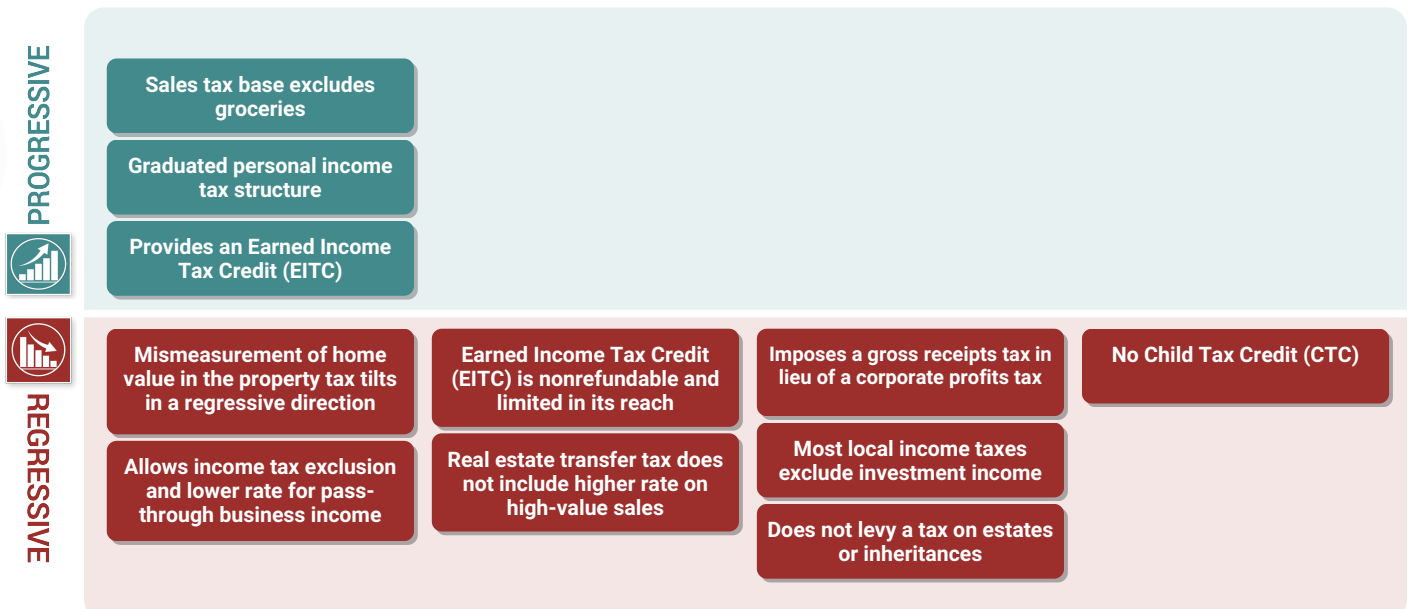 PROGRESSIVE
Sales tax base excludes
groceries
Graduated personal income
tax structure
Provides an Earned Income
Tax Credit (EITC)
REGRESSIVE
Mismeasurement of home
value in the property tax tilts
in a regressive direction
Allows income tax exclusion
and lower rate for pass-
through business income
Earned Income Tax Credit
(EITC) is nonrefundable and
limited in its reach
Real estate transfer tax does
not include higher rate on
high-value sales
Imposes a gross receipts tax in
lieu of a corporate profits tax
Most local income taxes
exclude investment income
Does not levy a tax on estates
or inheritances
No Child Tax Credit (CTC)